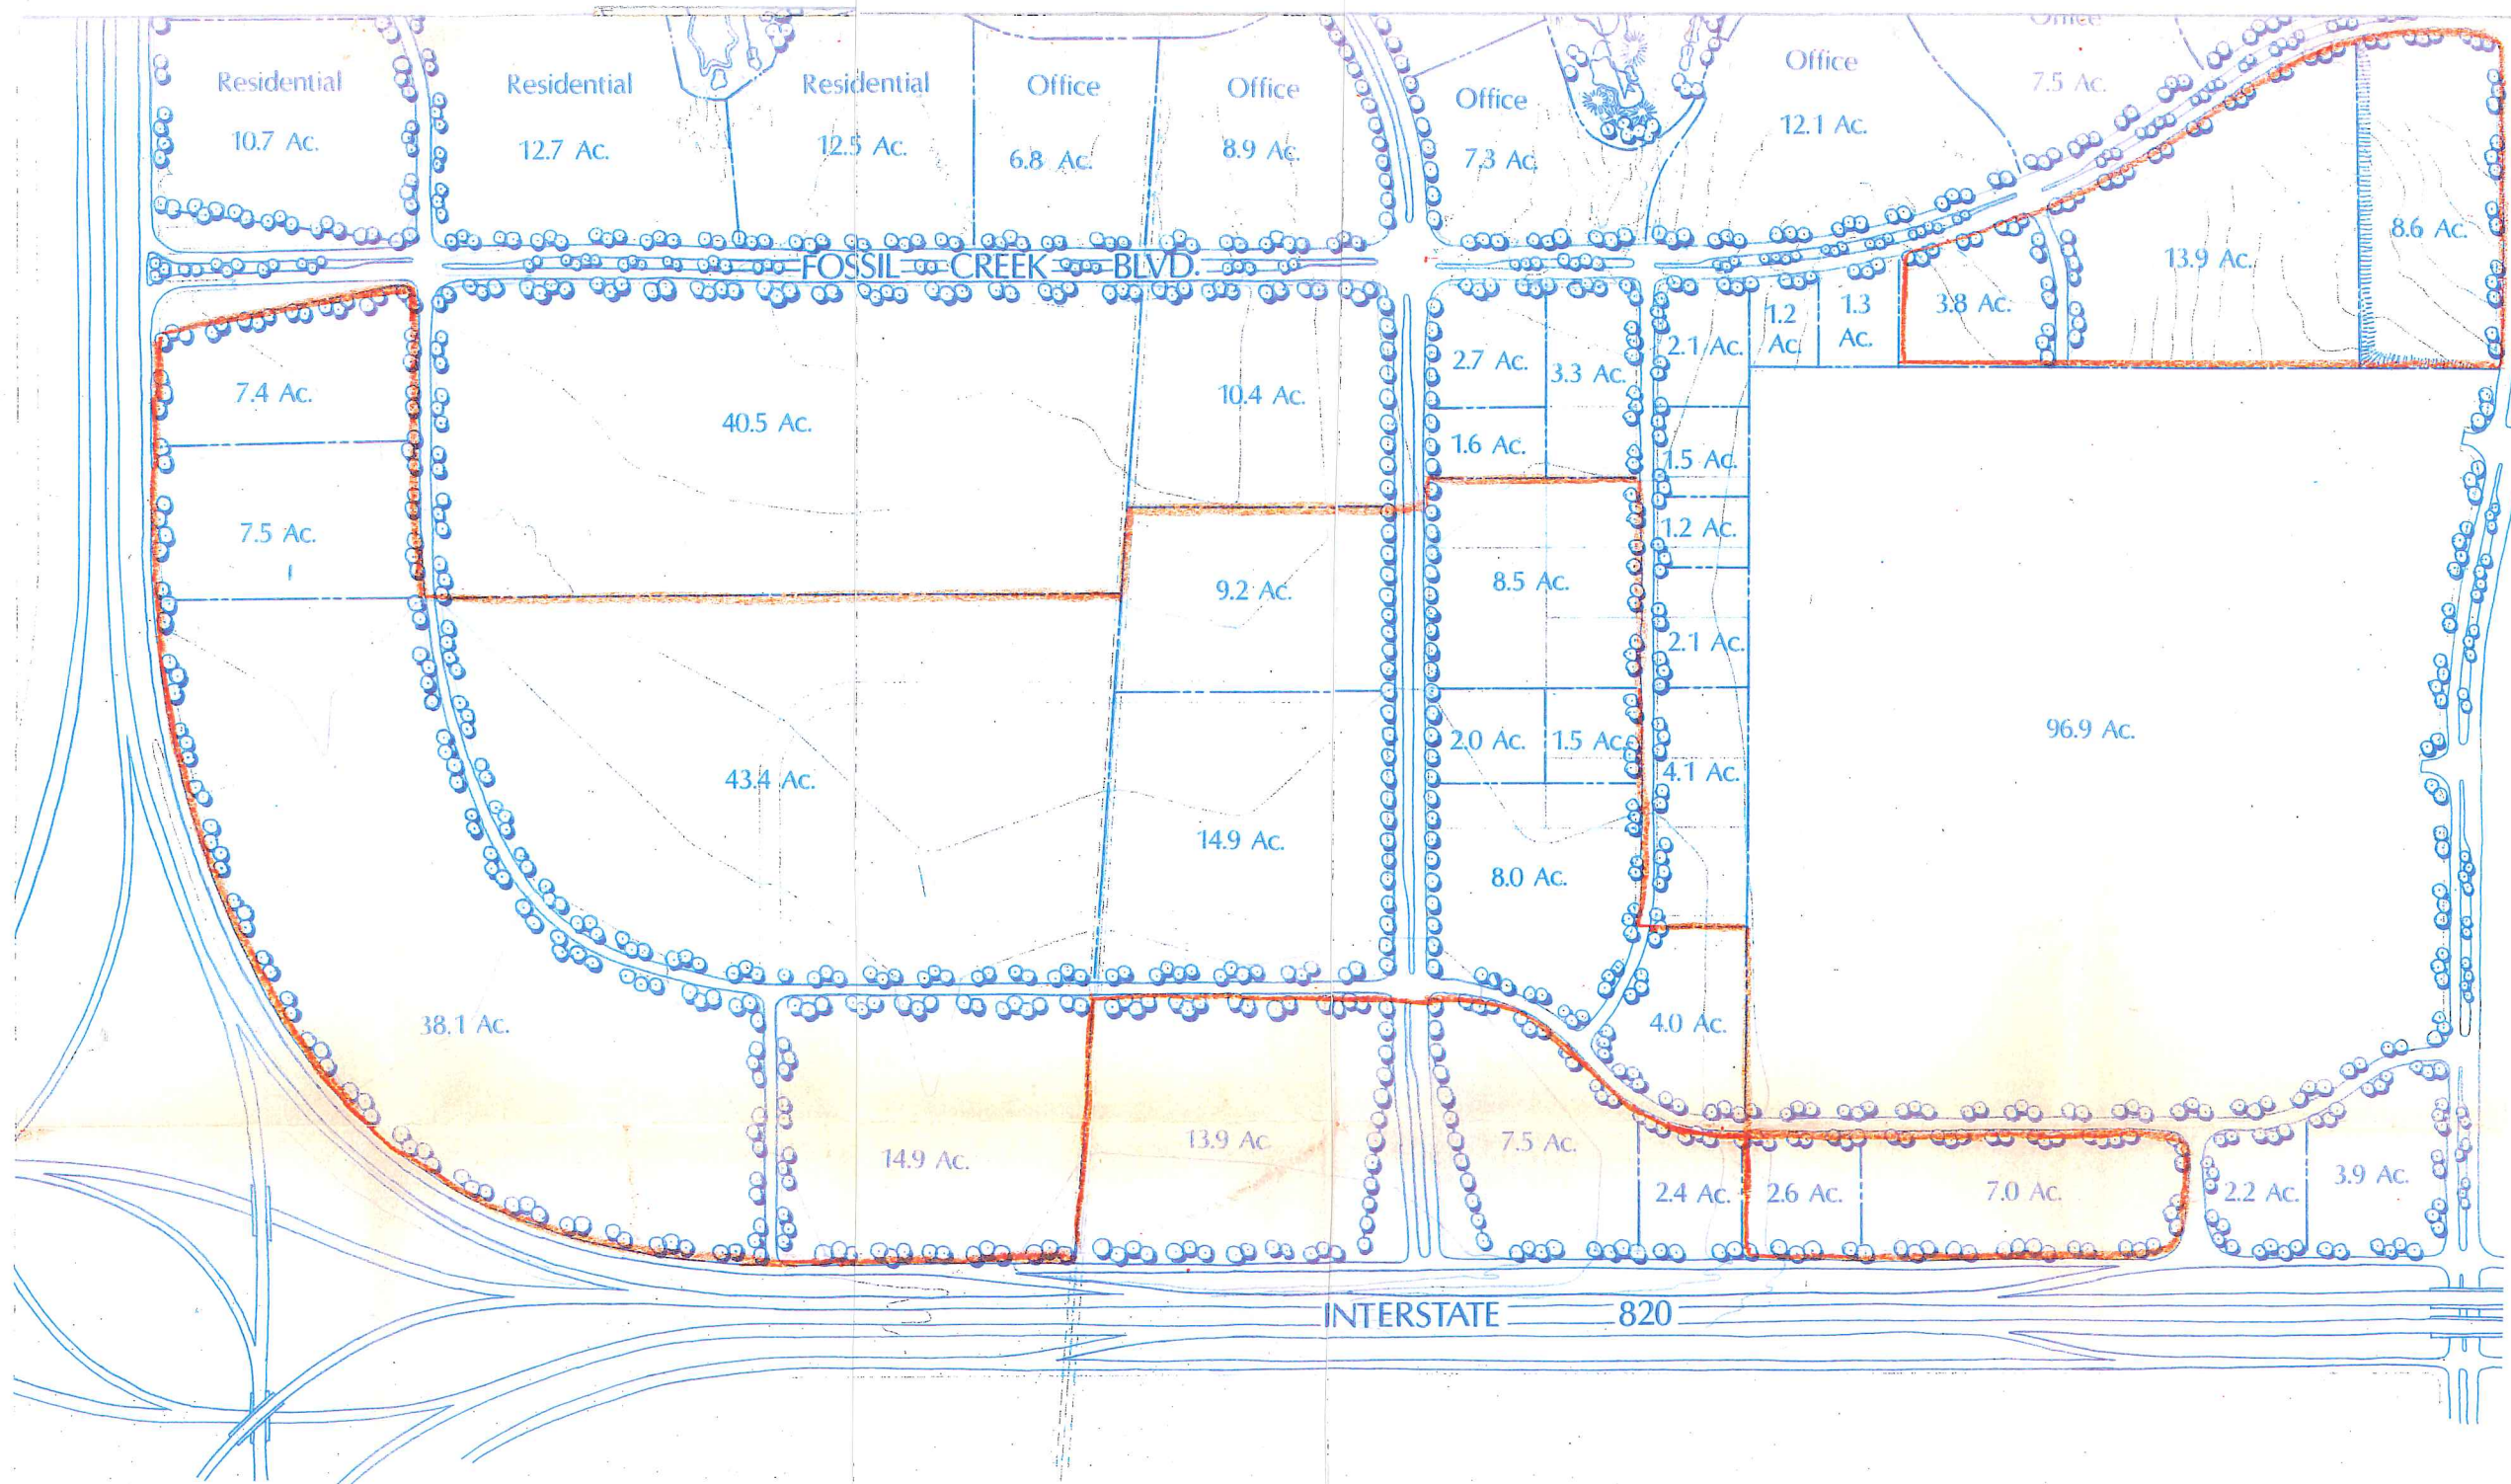 Office
Residential
10.7 Ac.
Residential
12.7 Ac.
Residential
12.5 Ac.
Office
6.8 Ac.
Office
8.9 Ac.
Office
7.3 Ac.
Office
12.1 Ac.
7.5 Ac.
8.6 Ac.
13.9 Ac.
3.8 Ac.
FOSSIL CREEK BLVD.
1.2
Ac.
1.3
Ac.
2.1 Ac.
2.7 Ac.
3.3 Ac.
7.4 Ac.
40.5 Ac.
10.4 Ac.
1.6 Ac.
1.5 Ac.
7.5 Ac.
1.2 Ac.
9.2 Ac.
8.5 Ac.
2.1 Ac.
96.9 Ac.
2.0 Ac.
1.5 Ac.
4.1 Ac.
43.4 Ac.
14.9 Ac.
8.0 Ac.
38.1 Ac.
4.0 Ac.
14.9 Ac.
13.9 Ac
7.5 Ac.
2.4 Ac.
2.6 Ac.
7.0 Ac.
2.2 Ac.
3.9 Ac.
INTERSTATE 820